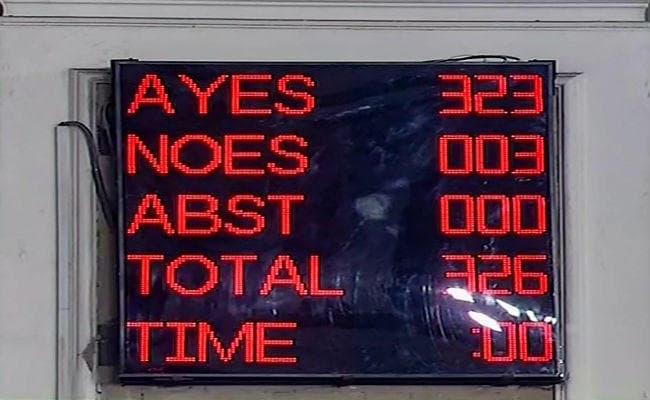 AYES 323
NOES 003
ABST 000
TOTAL 326
TIME :00